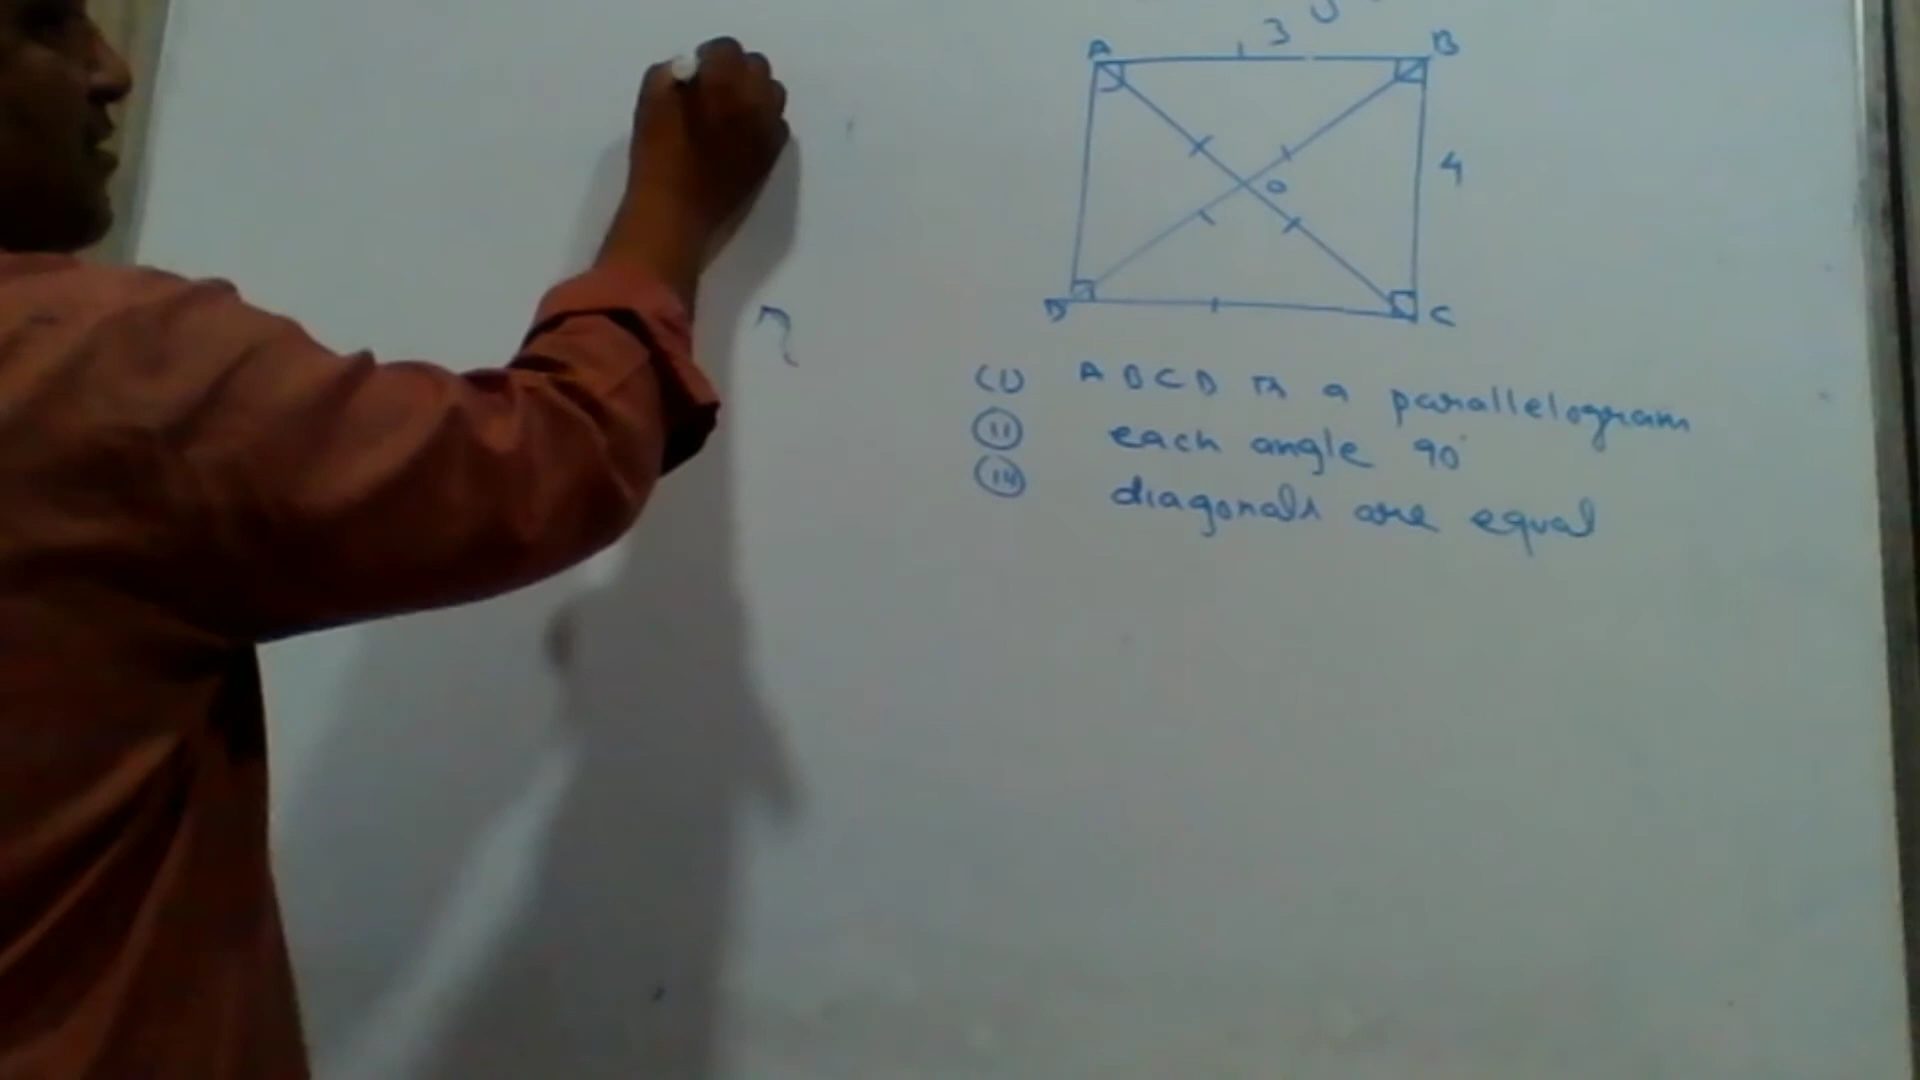 3
A B
4
O
D C
(i) ABCD is a parallelogram
(ii) each angle 90°
(iii) diagonals are equal